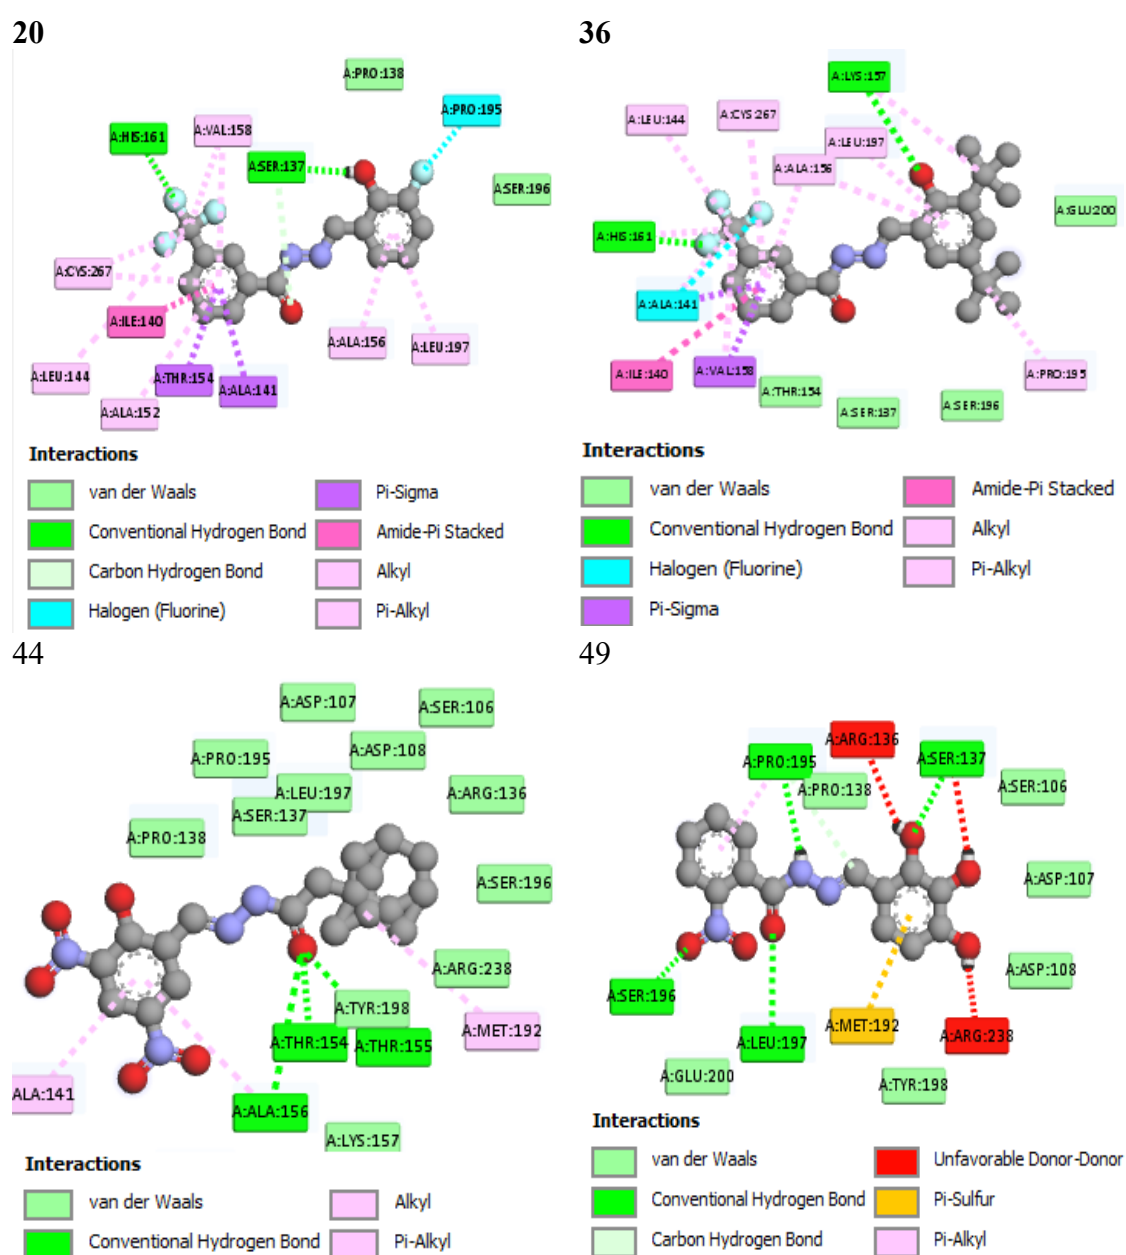 20
A:PRO:138
A:PRO:195
A:HIS:161
A:VAL:158
A:SER:137
A:SER:196
A:CYS:267
A:ILE:140
A:ALA:156
A:LEU:197
A:LEU:144
A:THR:154
A:ALA:141
A:ALA:152
Interactions
van der Waals
Conventional Hydrogen Bond
Carbon Hydrogen Bond
Halogen (Fluorine)
Pi-Sigma
Amide-Pi Stacked
Alkyl
Pi-Alkyl
36
A:LYS:157
A:LEU:144
A:CYS:267
A:LEU:197
A:ALA:156
A:GLU:200
A:HIS:161
A:ALA:141
A:ILE:140
A:VAL:158
A:THR:154
A:PRO:195
A:SER:137
A:SER:196
Interactions
van der Waals
Conventional Hydrogen Bond
Halogen (Fluorine)
Pi-Sigma
Amide-Pi Stacked
Alkyl
Pi-Alkyl
44
A:ASP:107
A:SER:106
A:PRO:195
A:ASP:108
A:LEU:197
A:ARG:136
A:SER:137
A:PRO:138
A:SER:196
A:ARG:238
A:TYR:198
A:MET:192
A:THR:154
A:THR:155
ALA:141
A:ALA:156
A:LYS:157
Interactions
van der Waals
Conventional Hydrogen Bond
Alkyl
Pi-Alkyl
49
A:ARG:136
A:PRO:195
A:SER:137
A:PRO:138
A:SER:106
A:ASP:107
A:ASP:108
A:SER:196
A:MET:192
A:LEU:197
A:ARG:238
A:GLU:200
A:TYR:198
Interactions
van der Waals
Conventional Hydrogen Bond
Carbon Hydrogen Bond
Unfavorable Donor-Donor
Pi-Sulfur
Pi-Alkyl